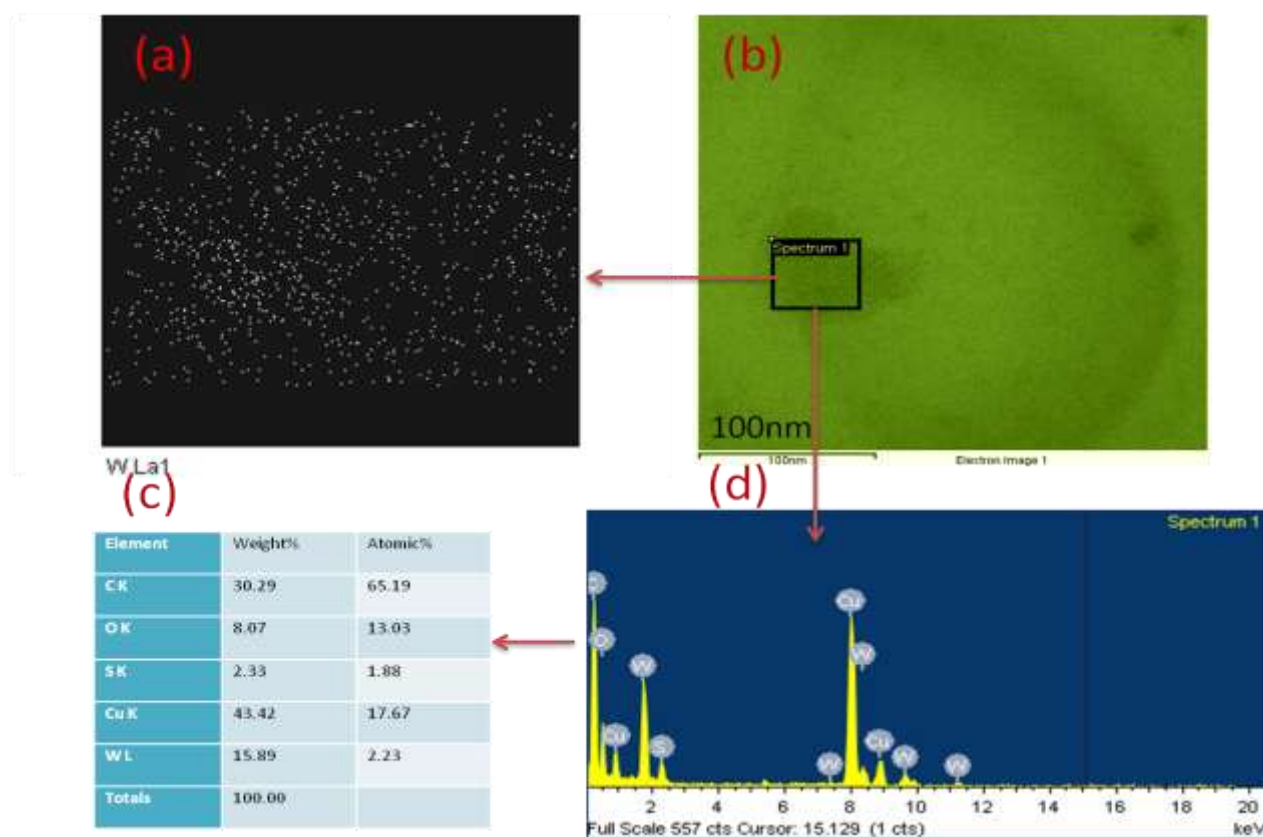 (a)
(b)
Spectrum 1
100nm
100nm
Electron Image 1
W La1
(c)
(d)
Element Weight% Atomic%
C K 30.29 65.19
O K 8.07 13.03
S K 2.33 1.88
Cu K 43.42 17.67
W L 15.89 2.23
Totals 100.00
Spectrum 1
C
O
Cu
W
S
W
Cu
W
Cu
W
W
2 4 6 8 10 12 14 16 18 20
Full Scale 557 cts Cursor: 15.129 (1 cts) keV